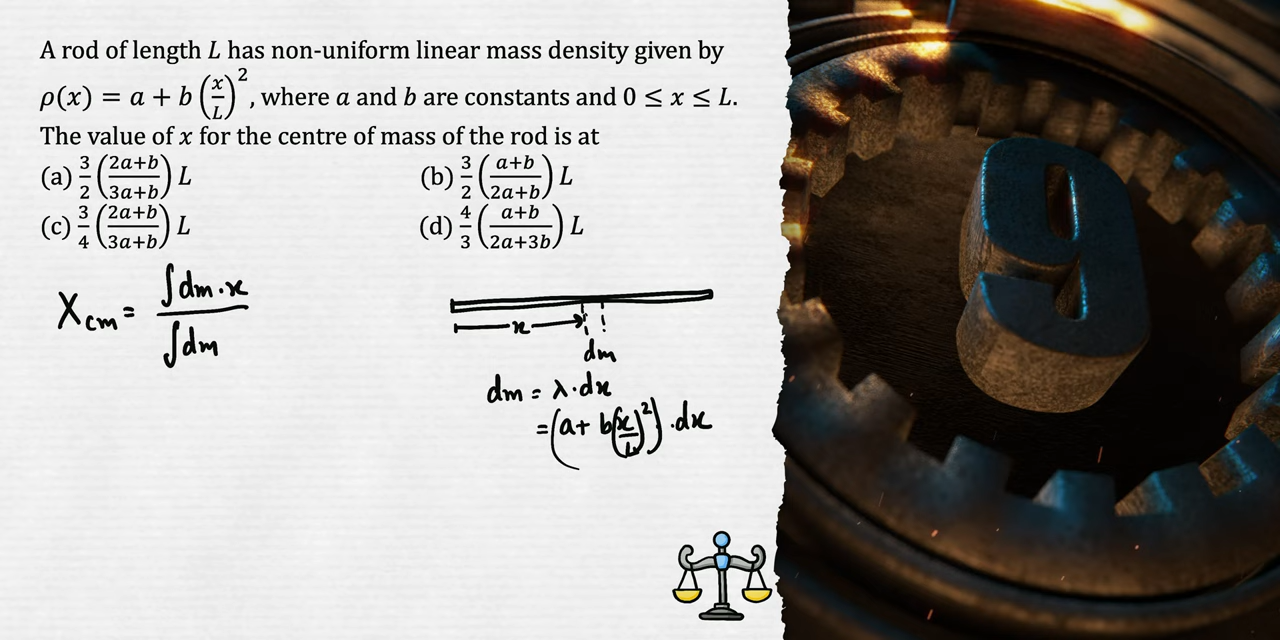 A rod of length L has non-uniform linear mass density given by
ρ(x) = a + b (x/L)², where a and b are constants and 0 ≤ x ≤ L.
The value of x for the centre of mass of the rod is at
(a) 3/2 ((2a+b)/(3a+b)) L (b) 3/2 ((a+b)/(2a+b)) L
(c) 3/4 ((2a+b)/(3a+b)) L (d) 4/3 ((a+b)/(2a+3b)) L
Xcm = ∫dm·x / ∫dm
x
dm
dm = λ·dx
= (a + b(x/L)²)·dx
9